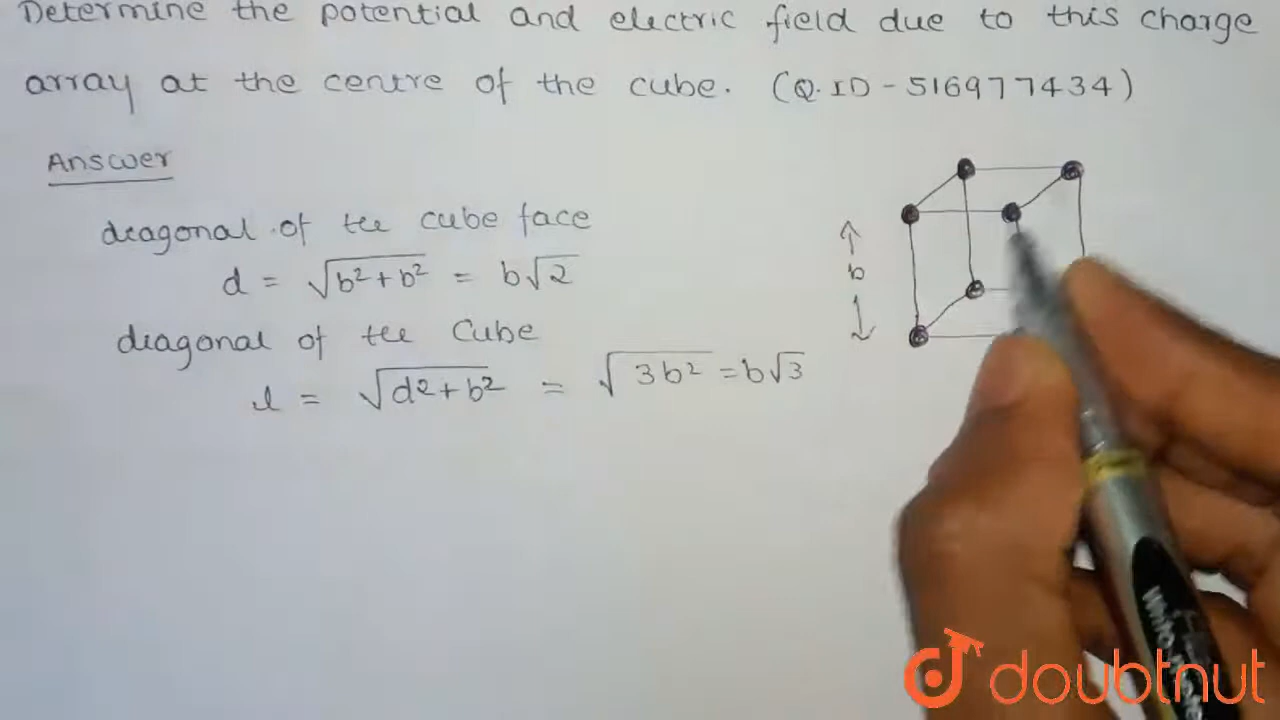 Determine the potential and electric field due to this charge
array at the centre of the cube. (Q.ID - 516977434)
Answer
diagonal of the cube face
d = √b²+b² = b√2
diagonal of the Cube
l = √d²+b² = √3b² = b√3
b
doubtnut